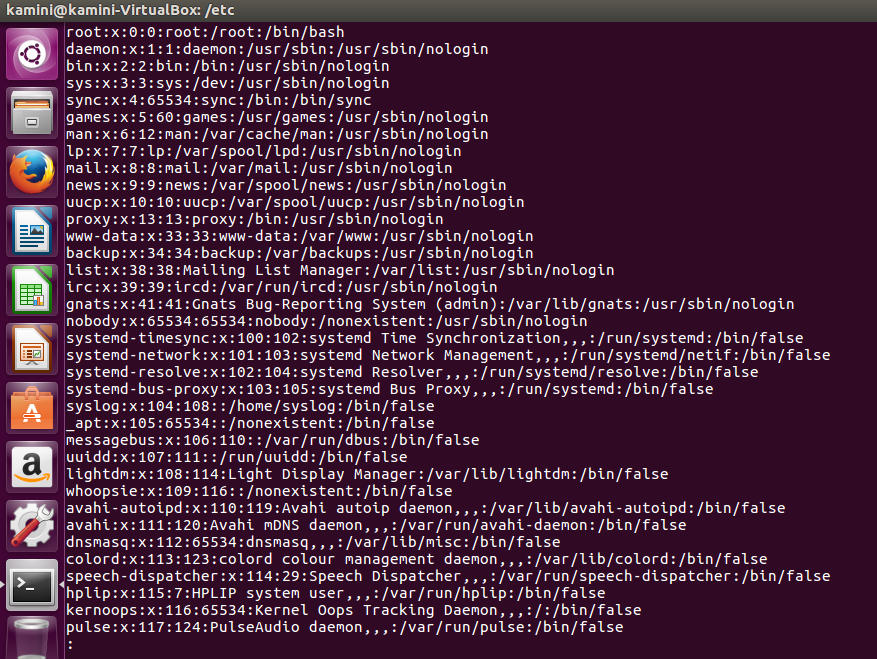 kamini@kamini-VirtualBox: /etc
root:x:0:0:root:/root:/bin/bash
daemon:x:1:1:daemon:/usr/sbin:/usr/sbin/nologin
bin:x:2:2:bin:/bin:/usr/sbin/nologin
sys:x:3:3:sys:/dev:/usr/sbin/nologin
sync:x:4:65534:sync:/bin:/bin/sync
games:x:5:60:games:/usr/games:/usr/sbin/nologin
man:x:6:12:man:/var/cache/man:/usr/sbin/nologin
lp:x:7:7:lp:/var/spool/lpd:/usr/sbin/nologin
mail:x:8:8:mail:/var/mail:/usr/sbin/nologin
news:x:9:9:news:/var/spool/news:/usr/sbin/nologin
uucp:x:10:10:uucp:/var/spool/uucp:/usr/sbin/nologin
proxy:x:13:13:proxy:/bin:/usr/sbin/nologin
www-data:x:33:33:www-data:/var/www:/usr/sbin/nologin
backup:x:34:34:backup:/var/backups:/usr/sbin/nologin
list:x:38:38:Mailing List Manager:/var/list:/usr/sbin/nologin
irc:x:39:39:ircd:/var/run/ircd:/usr/sbin/nologin
gnats:x:41:41:Gnats Bug-Reporting System (admin):/var/lib/gnats:/usr/sbin/nologin
nobody:x:65534:65534:nobody:/nonexistent:/usr/sbin/nologin
systemd-timesync:x:100:102:systemd Time Synchronization,,,:/run/systemd:/bin/false
systemd-network:x:101:103:systemd Network Management,,,:/run/systemd/netif:/bin/false
systemd-resolve:x:102:104:systemd Resolver,,,:/run/systemd/resolve:/bin/false
systemd-bus-proxy:x:103:105:systemd Bus Proxy,,,:/run/systemd:/bin/false
syslog:x:104:108::/home/syslog:/bin/false
_apt:x:105:65534::/nonexistent:/bin/false
messagebus:x:106:110::/var/run/dbus:/bin/false
uuidd:x:107:111::/run/uuidd:/bin/false
lightdm:x:108:114:Light Display Manager:/var/lib/lightdm:/bin/false
whoopsie:x:109:116::/nonexistent:/bin/false
avahi-autoipd:x:110:119:Avahi autoip daemon,,,:/var/lib/avahi-autoipd:/bin/false
avahi:x:111:120:Avahi mDNS daemon,,,:/var/run/avahi-daemon:/bin/false
dnsmasq:x:112:65534:dnsmasq,,,:/var/lib/misc:/bin/false
colord:x:113:123:colord colour management daemon,,,:/var/lib/colord:/bin/false
speech-dispatcher:x:114:29:Speech Dispatcher,,,:/var/run/speech-dispatcher:/bin/false
hplip:x:115:7:HPLIP system user,,,:/var/run/hplip:/bin/false
kernoops:x:116:65534:Kernel Oops Tracking Daemon,,,:/:/bin/false
pulse:x:117:124:PulseAudio daemon,,,:/var/run/pulse:/bin/false
: